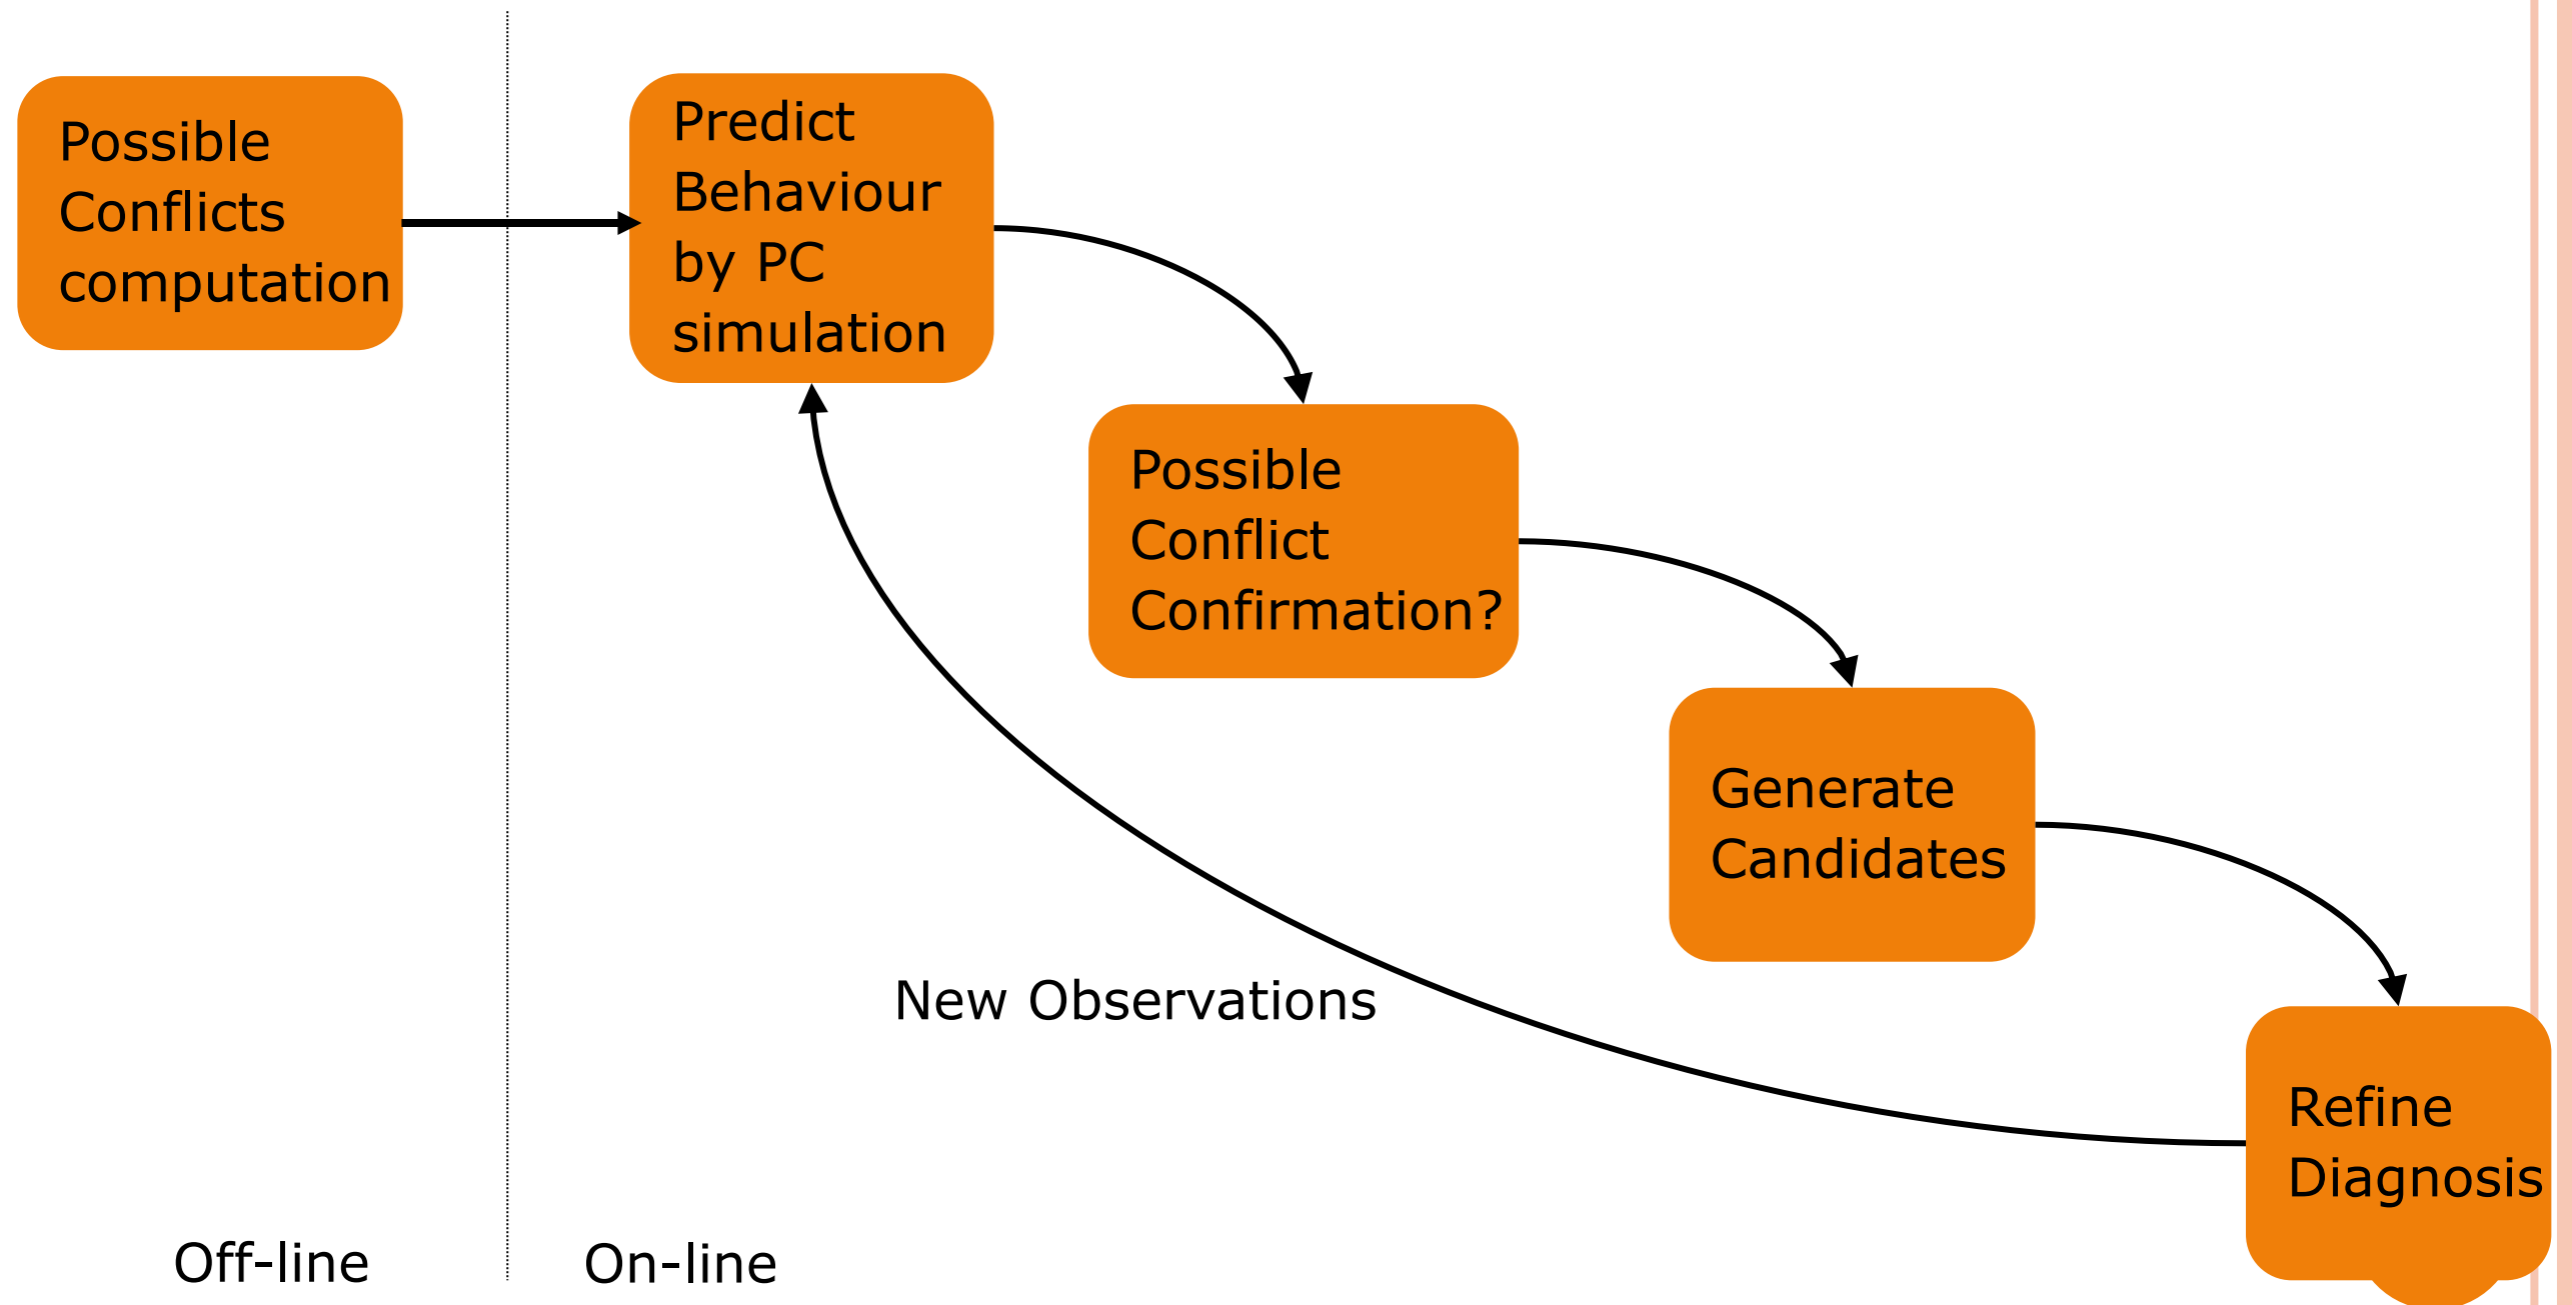 Possible
Conflicts
computation
Predict
Behaviour
by PC
simulation
Possible
Conflict
Confirmation?
Generate
Candidates
New Observations
Refine
Diagnosis
Off-line
On-line